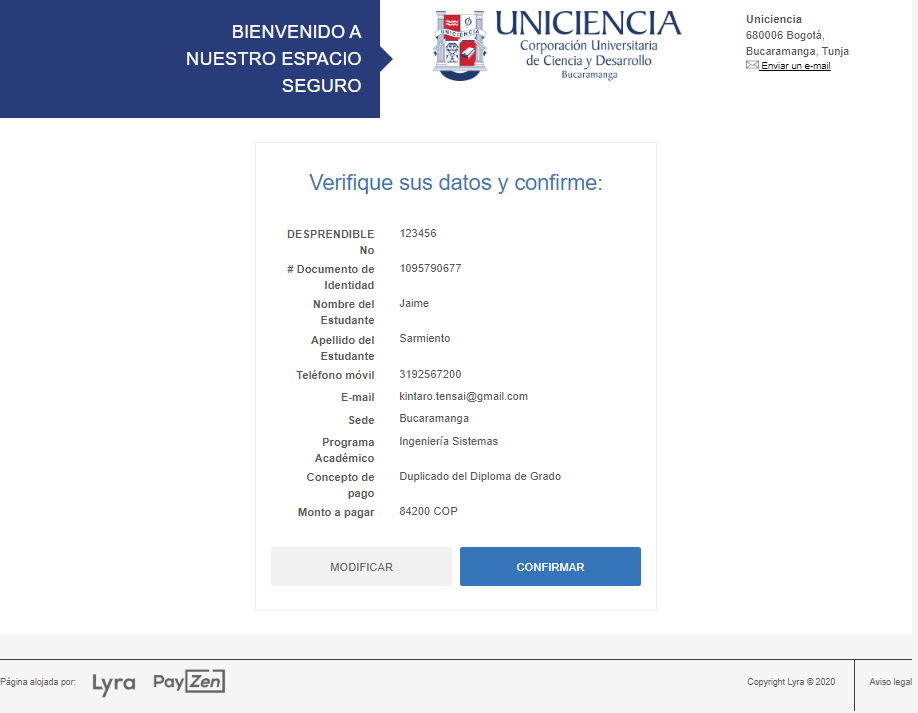 BIENVENIDO A
NUESTRO ESPACIO
SEGURO
UNICIENCIA
UNICIENCIA
Corporación Universitaria
de Ciencia y Desarrollo
Bucaramanga
Uniciencia
680006 Bogotá,
Bucaramanga, Tunja
Enviar un e-mail
Verifique sus datos y confirme:
DESPRENDIBLE 123456
No
# Documento de 1095790677
Identidad
Nombre del Jaime
Estudiante
Apellido del Sarmiento
Estudiante
Teléfono móvil 3192567200
E-mail kintaro.tensai@gmail.com
Sede Bucaramanga
Programa Ingeniería Sistemas
Académico
Concepto de Duplicado del Diploma de Grado
pago
Monto a pagar 84200 COP
MODIFICAR CONFIRMAR
Página alojada por: Lyra PayZen Copyright Lyra © 2020 Aviso legal